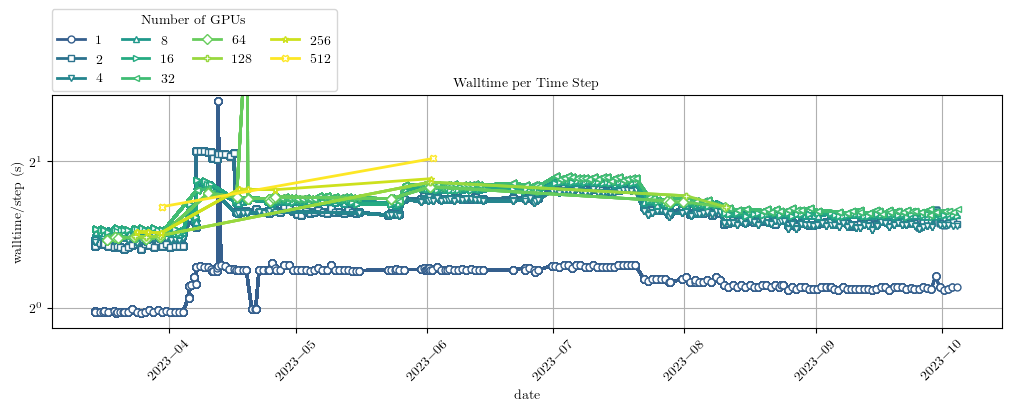 Number of GPUs
1 8 64 256
2 16 128 512
4 32
Walltime per Time Step
walltime/step (s)
2^1
2^0
2023−04 2023−05 2023−06 2023−07 2023−08 2023−09 2023−10
date